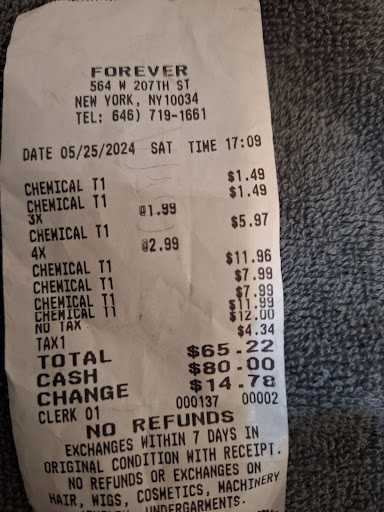 FOREVER
564 W 207TH ST
NEW YORK, NY10034
TEL: 646) 719-1661
DATE 05/25/2024 SAT TIME 17:09
CHEMICAL T1 $1.49
CHEMICAL T1 $1.49
3X @1.99
CHEMICAL T1 $5.97
4X @2.99
CHEMICAL T1 $11.96
CHEMICAL T1 $7.99
CHEMICAL T1 $7.99
CHEMICAL T1 $11.99
NO TAX $12.00
TAX1 $4.34
TOTAL $65.22
CASH $80.00
CHANGE $14.78
CLERK 01 000137 00002
NO REFUNDS
EXCHANGES WITHIN 7 DAYS IN
ORIGINAL CONDITION WITH RECEIPT.
NO REFUNDS OR EXCHANGES ON
HAIR, WIGS, COSMETICS, MACHINERY
UNDERGARMENTS.